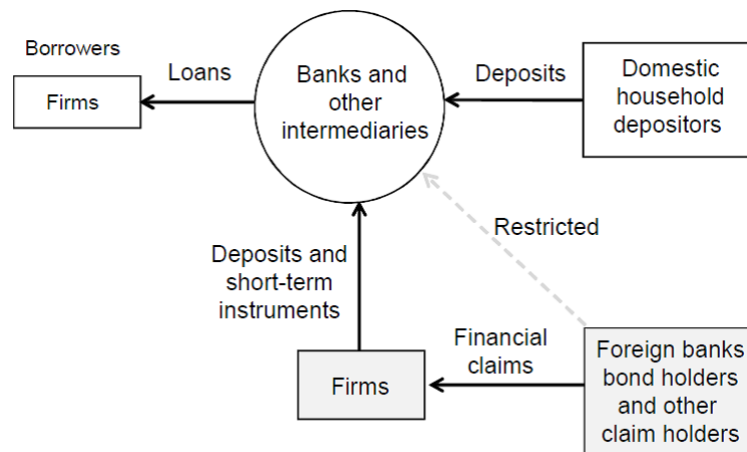 Borrowers
Firms
Loans
Banks and
other
intermediaries
Deposits
Domestic
household
depositors
Restricted
Deposits and
short-term
instruments
Firms
Financial
claims
Foreign banks
bond holders
and other
claim holders